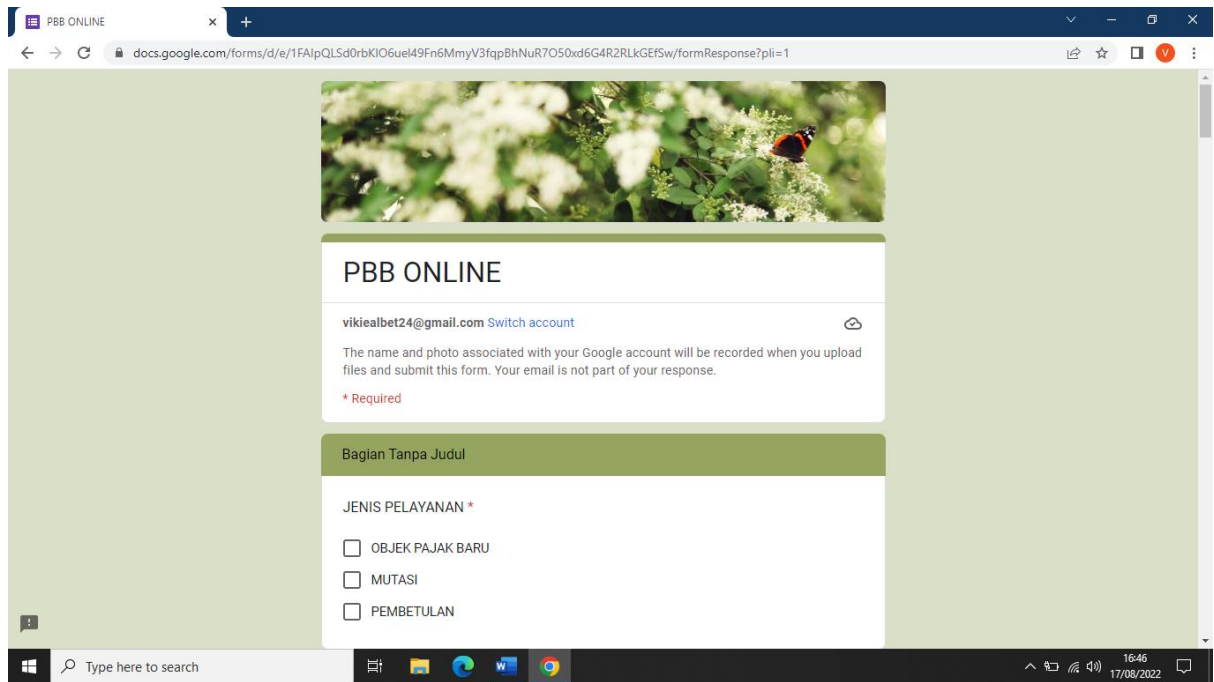 PBB ONLINE
docs.google.com/forms/d/e/1FAIpQLSd0rbKlO6uel49Fn6MmyV3fqpBhNuR7O50xd6G4R2RLkGEfSw/formResponse?pli=1
V
PBB ONLINE
vikiealbet24@gmail.com Switch account
The name and photo associated with your Google account will be recorded when you upload
files and submit this form. Your email is not part of your response.
* Required
Bagian Tanpa Judul
JENIS PELAYANAN *
OBJEK PAJAK BARU
MUTASI
PEMBETULAN
Type here to search
W
16:46
17/08/2022